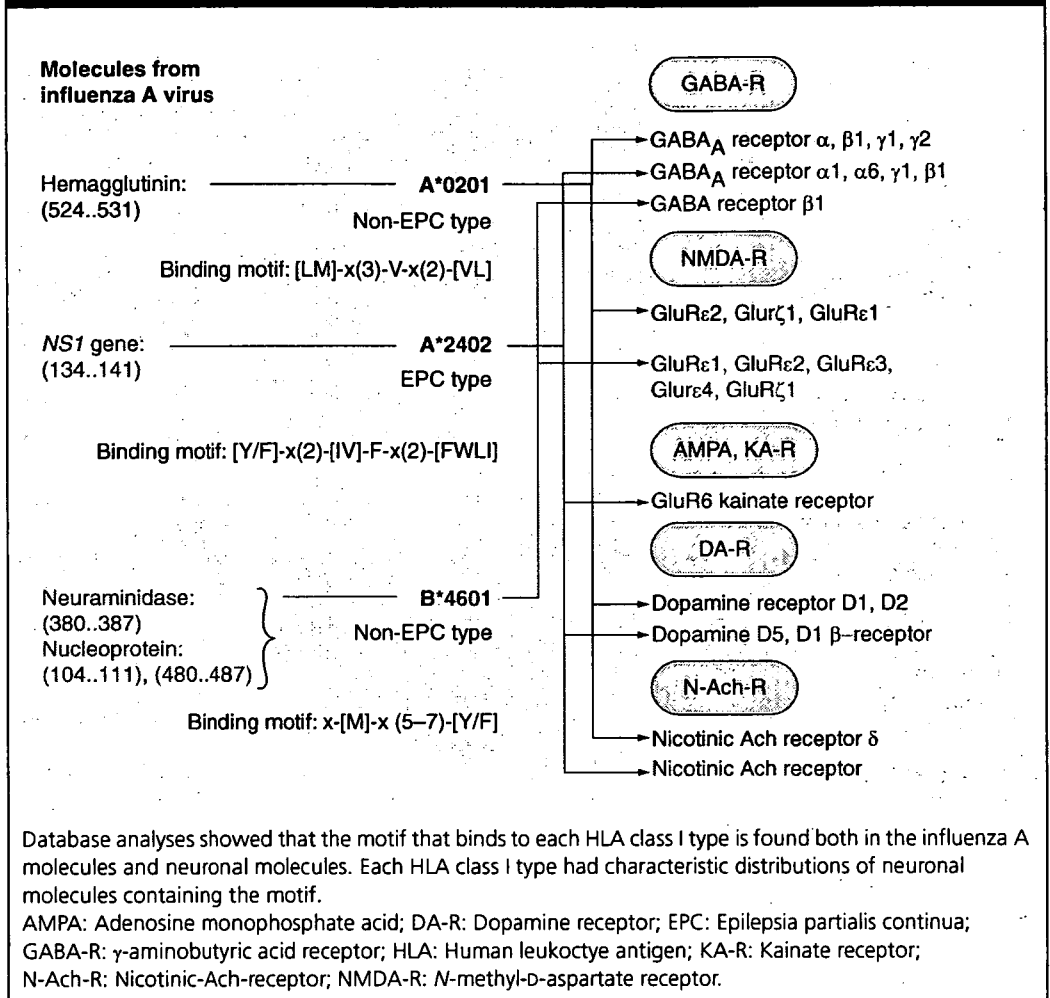 Molecules from
influenza A virus
GABA-R
GABA_A receptor α, β1, γ1, γ2
Hemagglutinin:
(524..531)
A*0201
Non-EPC type
GABA_A receptor α1, α6, γ1, β1
GABA receptor β1
Binding motif: [LM]-x(3)-V-x(2)-[VL]
NMDA-R
GluRε2, Glurζ1, GluRε1
NS1 gene:
(134..141)
A*2402
EPC type
GluRε1, GluRε2, GluRε3,
Glurε4, GluRζ1
Binding motif: [Y/F]-x(2)-[IV]-F-x(2)-[FWLI]
AMPA, KA-R
GluR6 kainate receptor
DA-R
Neuraminidase:
(380..387)
Nucleoprotein:
(104..111), (480..487)
B*4601
Non-EPC type
Dopamine receptor D1, D2
Dopamine D5, D1 β–receptor
N-Ach-R
Binding motif: x-[M]-x (5–7)-[Y/F]
Nicotinic Ach receptor δ
Nicotinic Ach receptor
Database analyses showed that the motif that binds to each HLA class I type is found both in the influenza A
molecules and neuronal molecules. Each HLA class I type had characteristic distributions of neuronal
molecules containing the motif.
AMPA: Adenosine monophosphate acid; DA-R: Dopamine receptor; EPC: Epilepsia partialis continua;
GABA-R: γ-aminobutyric acid receptor; HLA: Human leukoctye antigen; KA-R: Kainate receptor;
N-Ach-R: Nicotinic-Ach-receptor; NMDA-R: N-methyl-D-aspartate receptor.